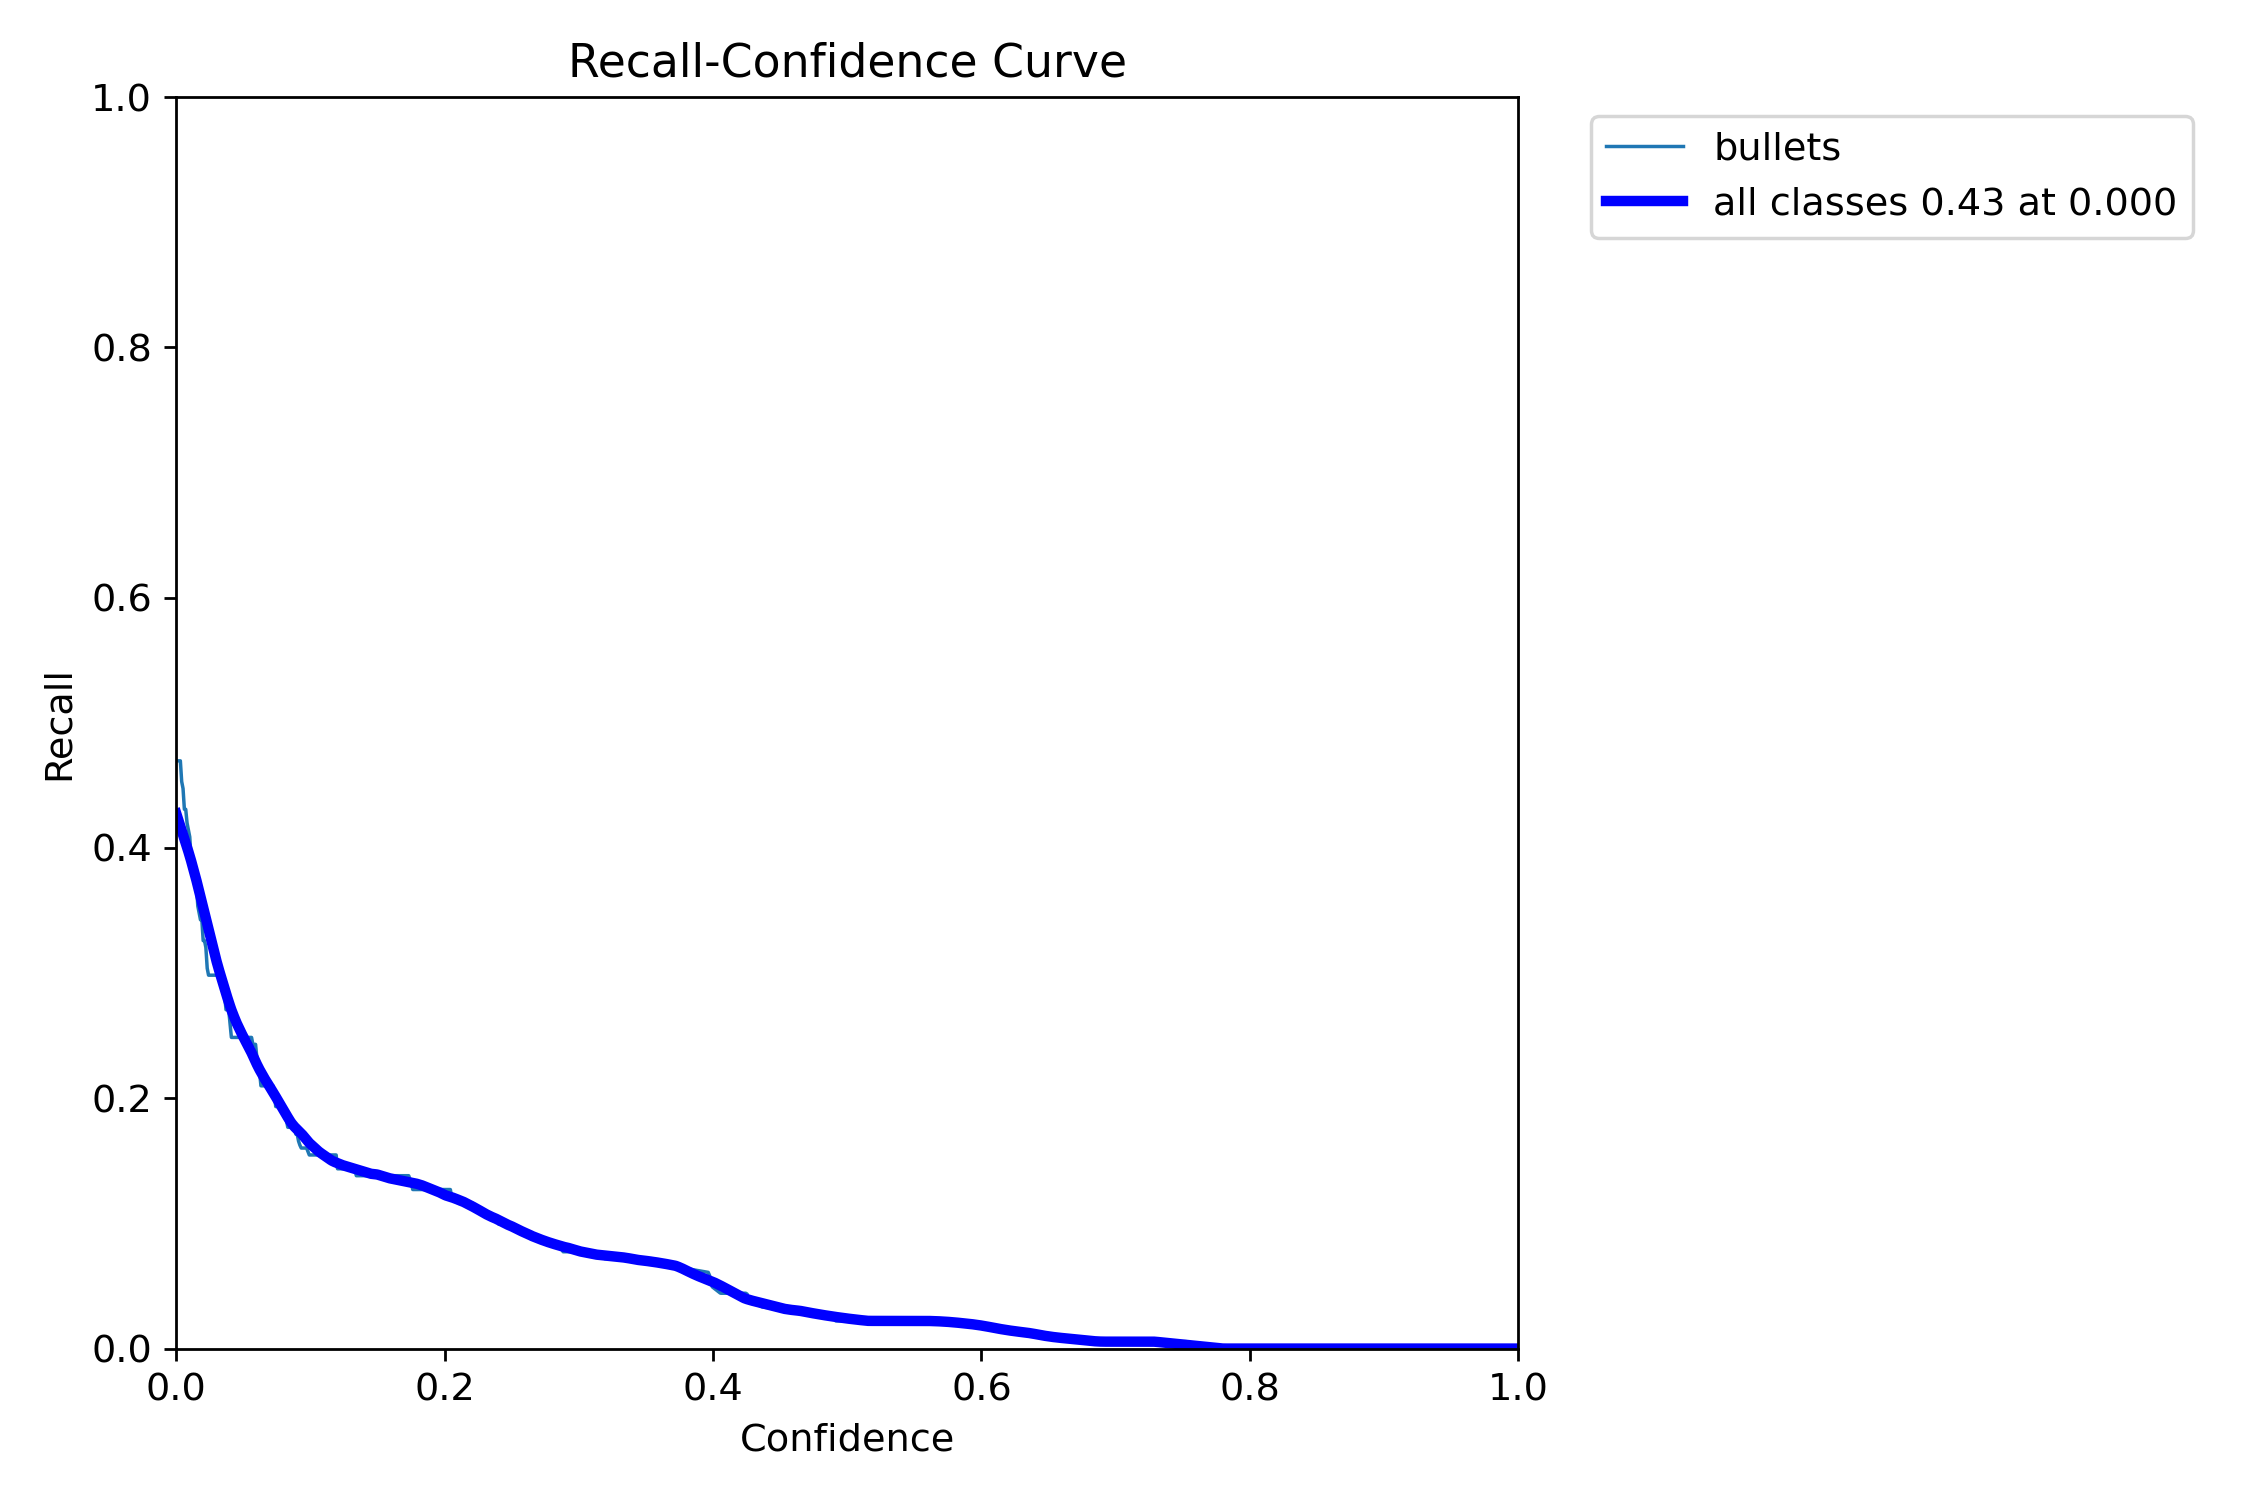 Recall-Confidence Curve
1.0
0.8
0.6
0.4
0.2
0.0
Recall
0.0 0.2 0.4 0.6 0.8 1.0
Confidence
bullets
all classes 0.43 at 0.000